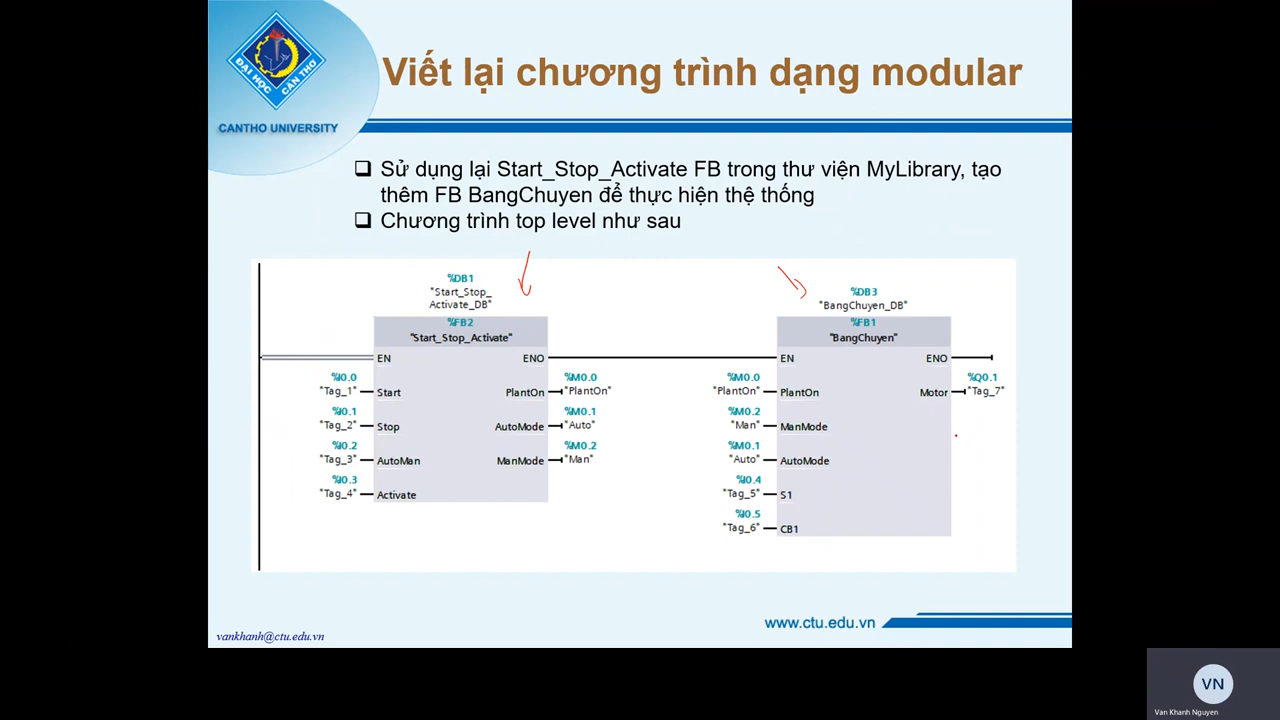 ĐẠI HỌC CẦN THƠ
CANTHO UNIVERSITY
Viết lại chương trình dạng modular
Sử dụng lại Start_Stop_Activate FB trong thư viện MyLibrary, tạo
thêm FB BangChuyen để thực hiện thệ thống
Chương trình top level như sau
%DB1
"Start_Stop_
Activate_DB"
%FB2
"Start_Stop_Activate"
EN ENO
%I0.0
"Tag_1" Start
%I0.1
"Tag_2" Stop
%I0.2
"Tag_3" AutoMan
%I0.3
"Tag_4" Activate
%M0.0
PlantOn "PlantOn"
%M0.1
AutoMode "Auto"
%M0.2
ManMode "Man"
%DB3
"BangChuyen_DB"
%FB1
"BangChuyen"
EN ENO
%M0.0
"PlantOn" PlantOn
%M0.2
"Man" ManMode
%M0.1
"Auto" AutoMode
%I0.4
"Tag_5" S1
%I0.5
"Tag_6" CB1
%Q0.1
Motor "Tag_7"
www.ctu.edu.vn
vankhanh@ctu.edu.vn
VN
Van Khanh Nguyen